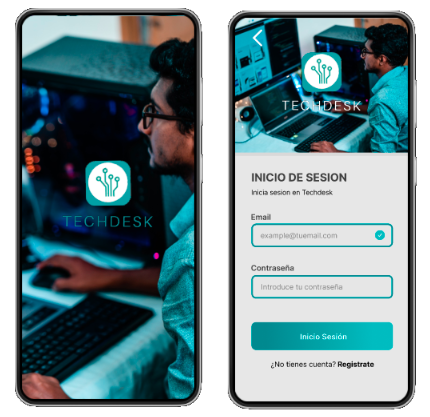 TECHDESK
TECHDESK
INICIO DE SESION
Inicia sesion en Techdesk
Email
example@tuemail.com
Contraseña
Introduce tu contraseña
Inicio Sesión
¿No tienes cuenta? Registrate